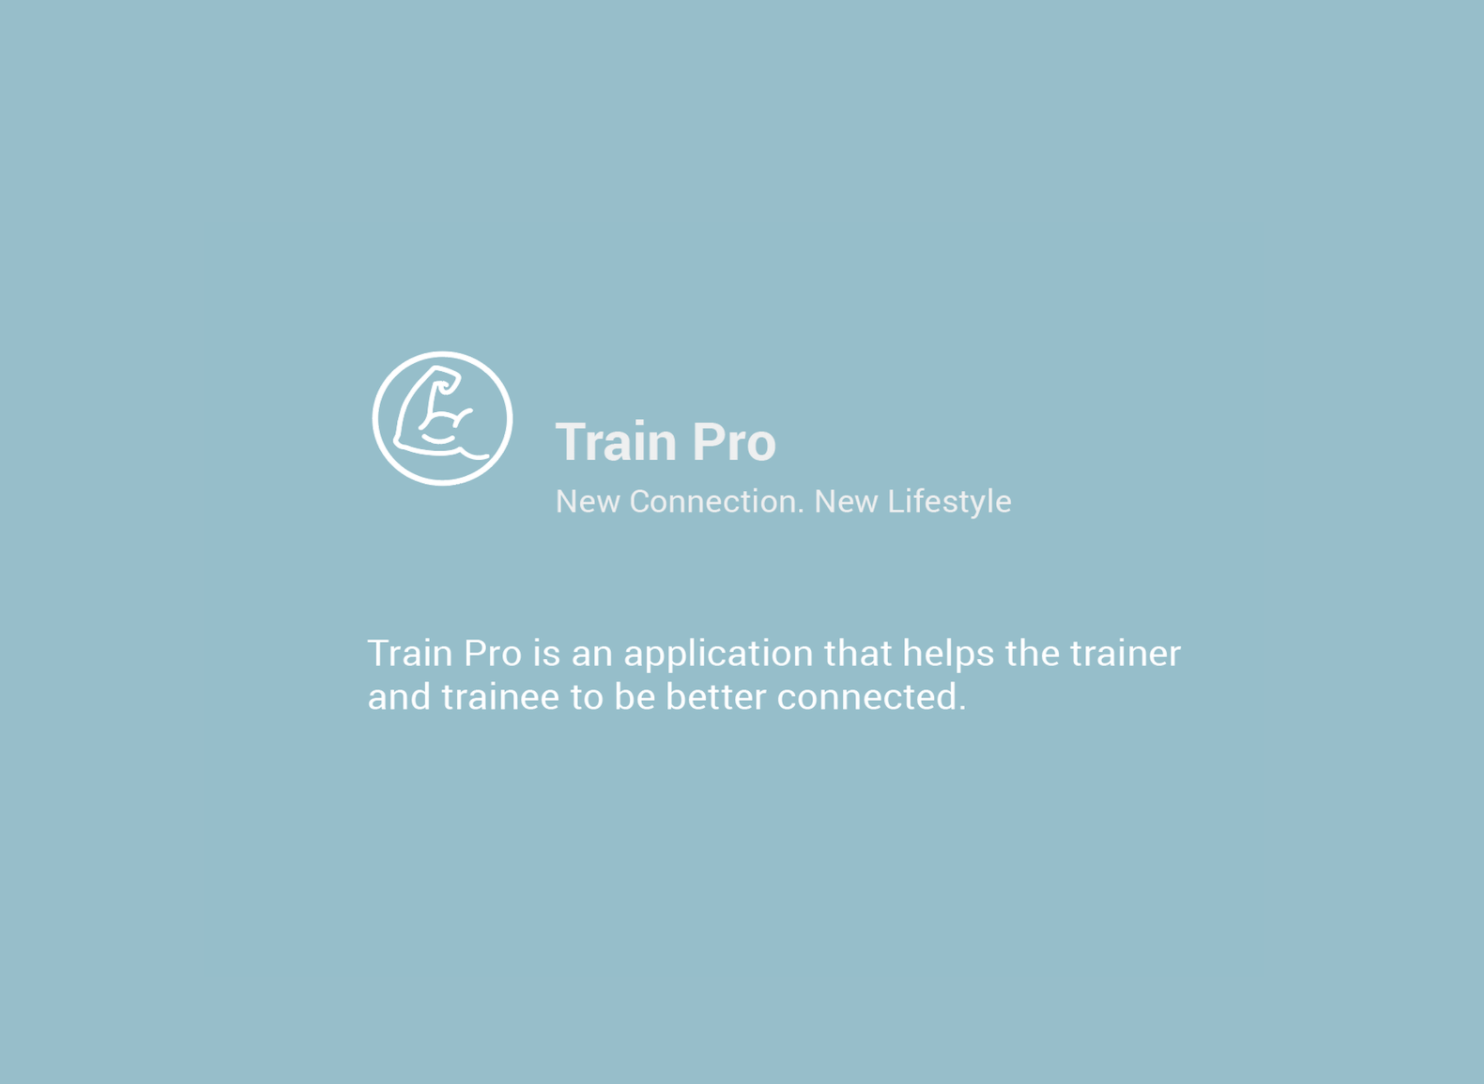 Train Pro
New Connection. New Lifestyle
Train Pro is an application that helps the trainer
and trainee to be better connected.